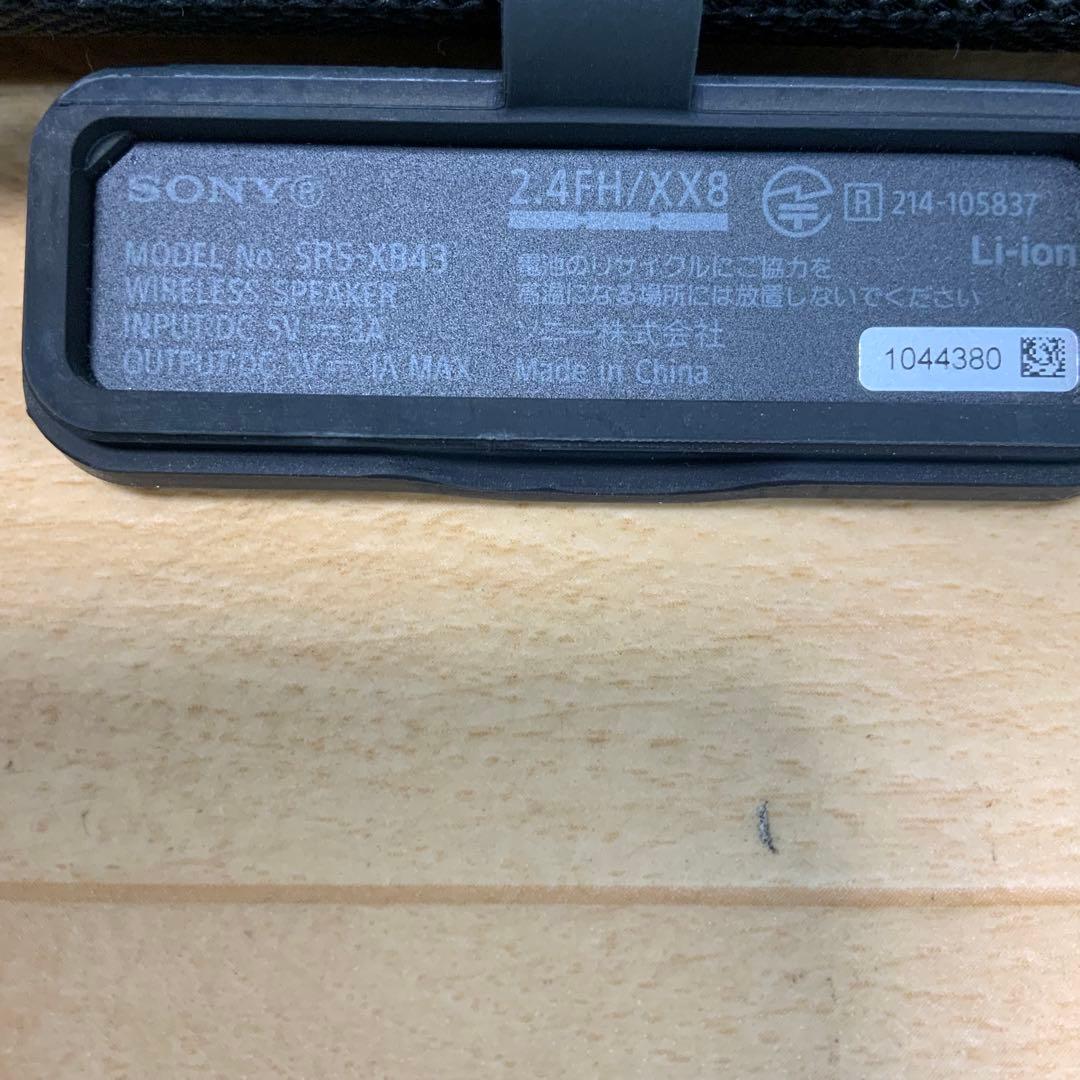 SONY®
MODEL No. SRS-XB43
WIRELESS SPEAKER
INPUT:DC 5V ⎓ 3A
OUTPUT:DC 5V A MAX
2.4FH/XX8
R 214-105837
Li-ion
電池のリサイクルにご協力を
高温になる場所には放置しないでください
ソニー株式会社
Made in China
1044380